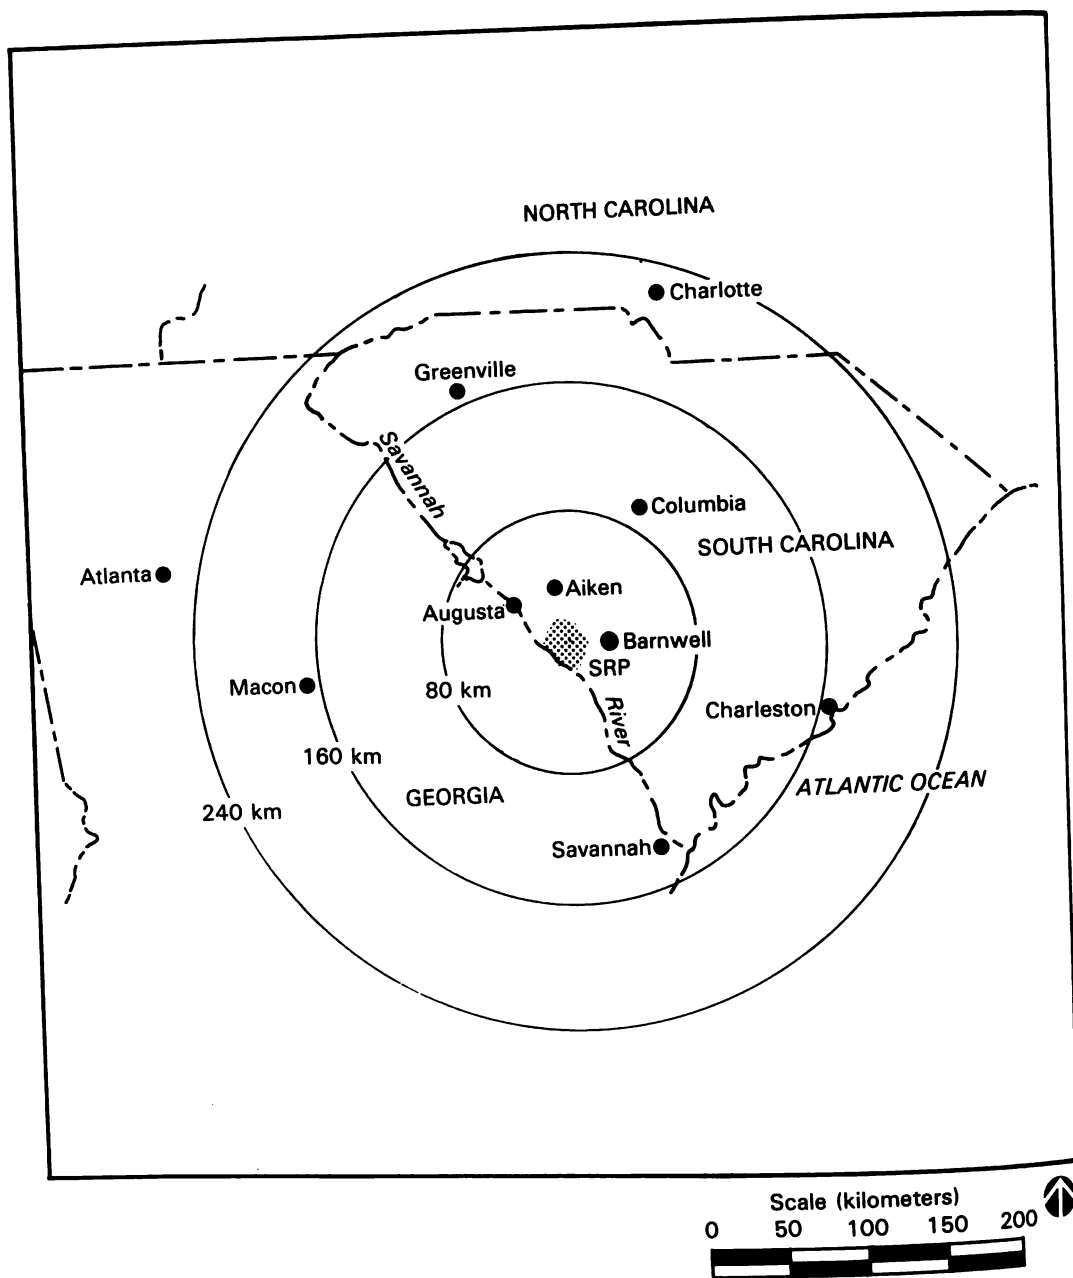 NORTH CAROLINA
Charlotte
Greenville
Savannah
Columbia
SOUTH CAROLINA
Atlanta
Aiken
Augusta
Barnwell
SRP
Macon
80 km
River
Charleston
160 km
ATLANTIC OCEAN
GEORGIA
240 km
Savannah
Scale (kilometers)
0 50 100 150 200